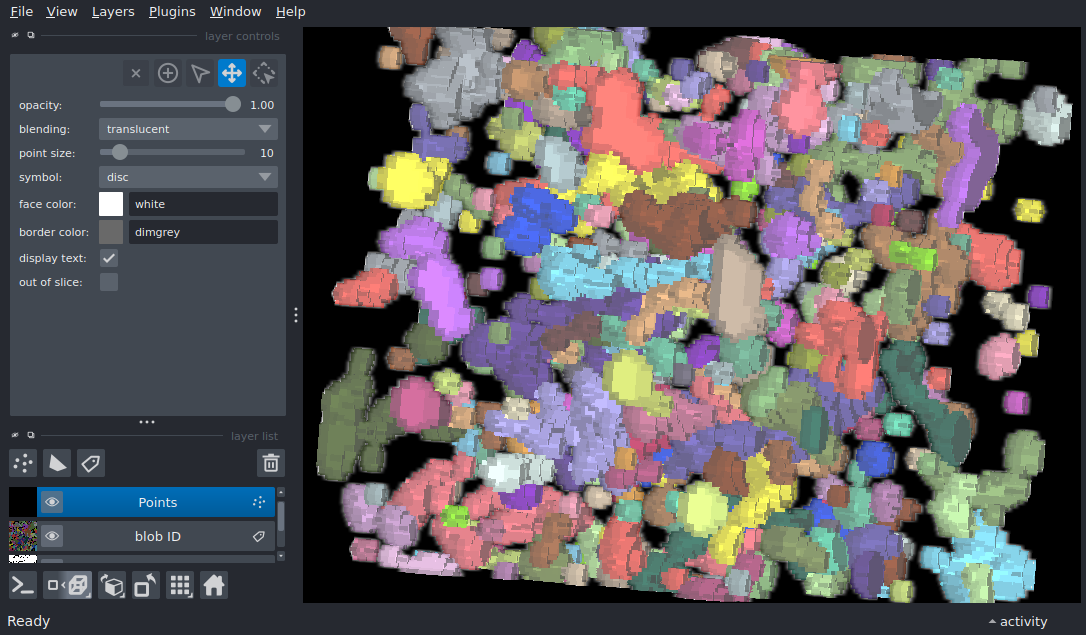 File View Layers Plugins Window Help
layer controls
opacity: 1.00
blending: translucent
point size: 10
symbol: disc
face color: white
border color: dimgrey
display text:
out of slice:
layer list
Points
blob ID
Ready
activity